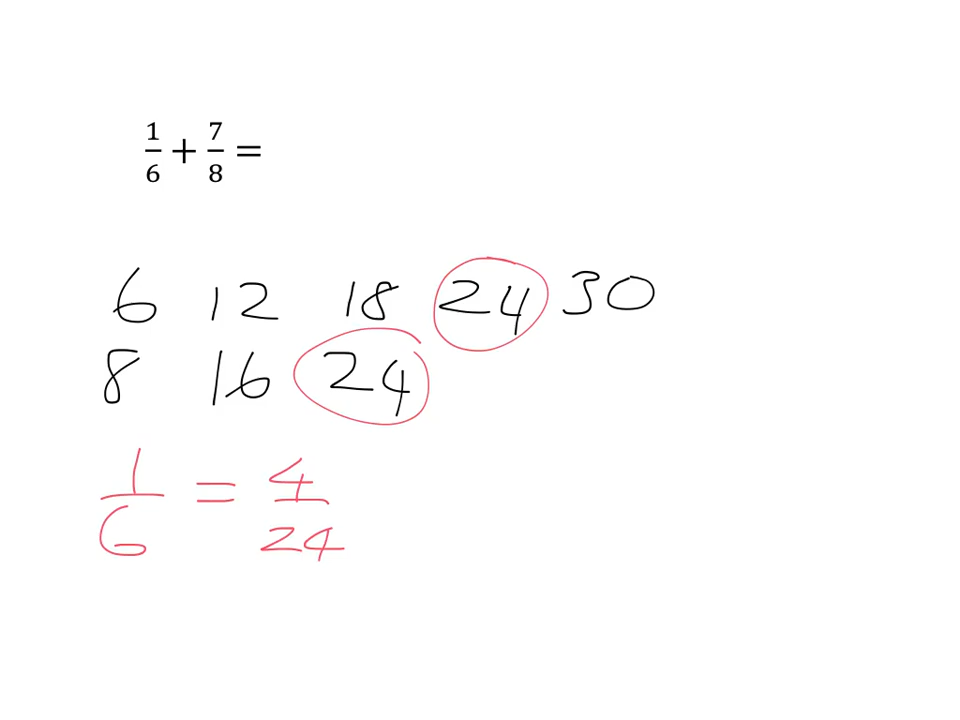 1/6 + 7/8 =
6 12 18 24 30
8 16 24
1/6 = 4/24